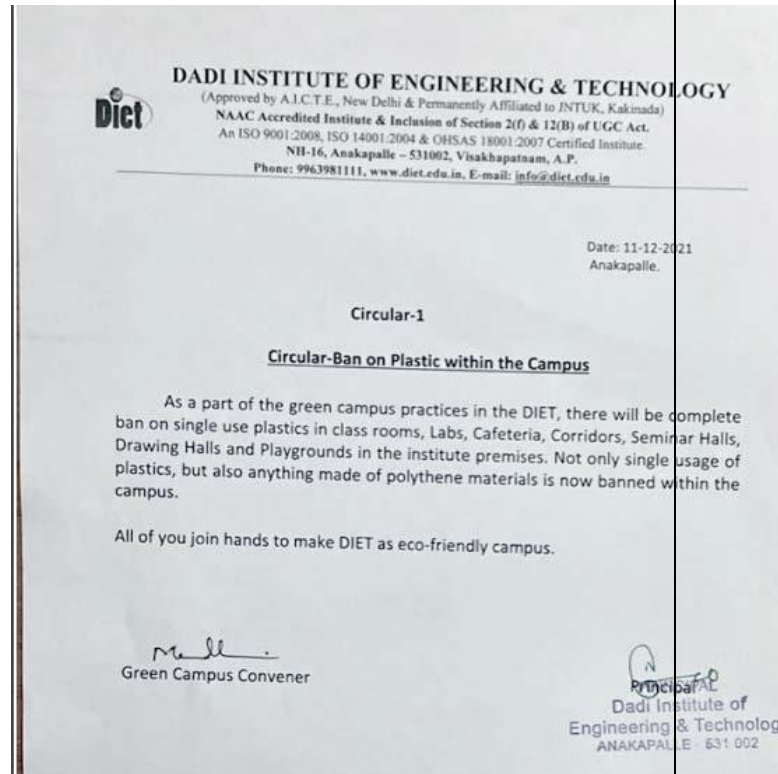 Diet
DADI INSTITUTE OF ENGINEERING & TECHNOLOGY
(Approved by A.I.C.T.E., New Delhi & Permanently Affiliated to JNTUK, Kakinada)
NAAC Accredited Institute & Inclusion of Section 2(f) & 12(B) of UGC Act.
An ISO 9001:2008, ISO 14001:2004 & OHSAS 18001:2007 Certified Institute.
NH-16, Anakapalle – 531002, Visakhapatnam, A.P.
Phone: 9963981111, www.diet.edu.in, E-mail: info@diet.edu.in
Date: 11-12-2021
Anakapalle.
Circular-1
Circular-Ban on Plastic within the Campus
As a part of the green campus practices in the DIET, there will be complete
ban on single use plastics in class rooms, Labs, Cafeteria, Corridors, Seminar Halls,
Drawing Halls and Playgrounds in the institute premises. Not only single usage of
plastics, but also anything made of polythene materials is now banned within the
campus.
All of you join hands to make DIET as eco-friendly campus.
Green Campus Convener
Principal
Dadi Institute of
Engineering & Technolog
ANAKAPALLE - 531 002